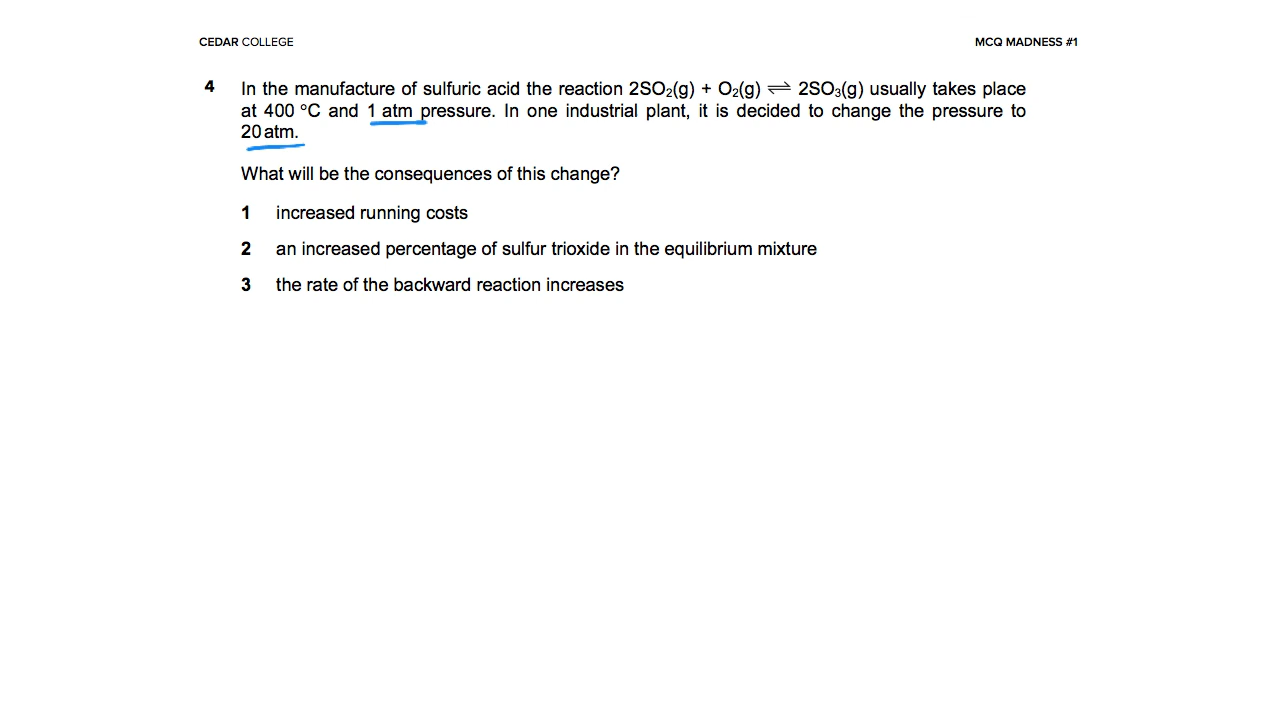 CEDAR COLLEGE MCQ MADNESS #1
4 In the manufacture of sulfuric acid the reaction 2SO₂(g) + O₂(g) ⇌ 2SO₃(g) usually takes place
at 400 °C and 1 atm pressure. In one industrial plant, it is decided to change the pressure to
20 atm.
What will be the consequences of this change?
1 increased running costs
2 an increased percentage of sulfur trioxide in the equilibrium mixture
3 the rate of the backward reaction increases